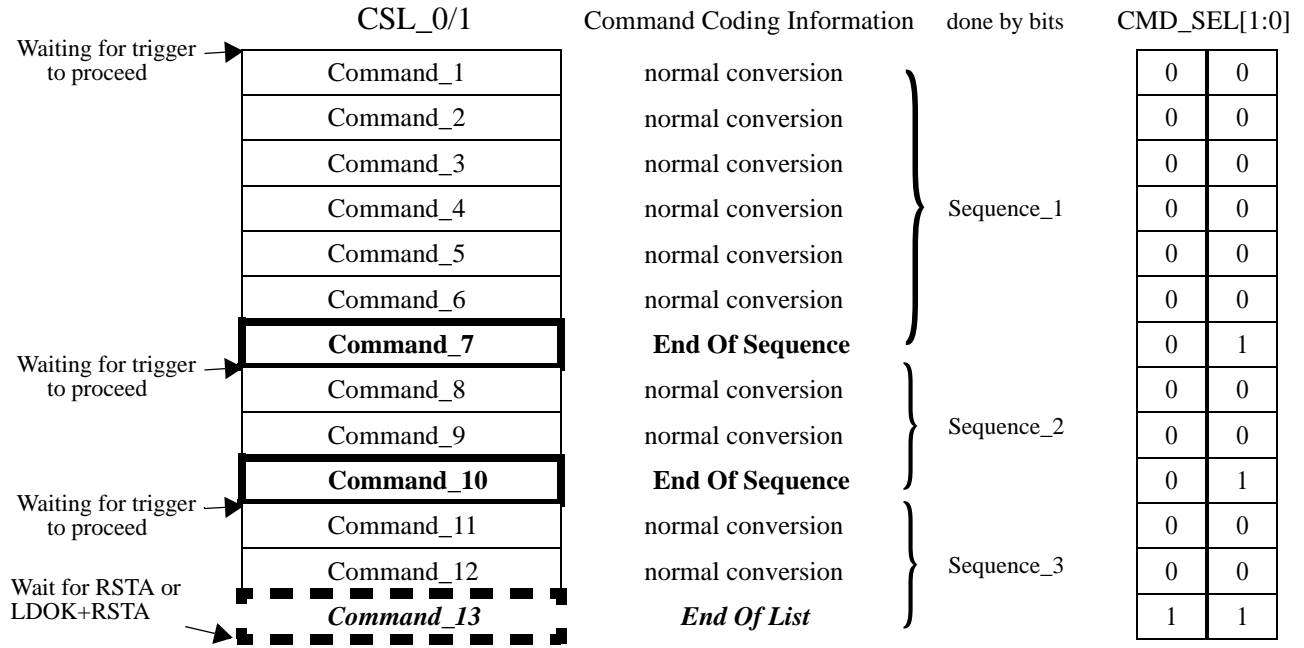 CSL_0/1 Command Coding Information done by bits CMD_SEL[1:0]
Waiting for trigger
to proceed
Command_1 normal conversion 0 0
Command_2 normal conversion 0 0
Command_3 normal conversion 0 0
Command_4 normal conversion Sequence_1 0 0
Command_5 normal conversion 0 0
Command_6 normal conversion 0 0
Command_7 End Of Sequence 0 1
Waiting for trigger
to proceed
Command_8 normal conversion 0 0
Command_9 normal conversion Sequence_2 0 0
Command_10 End Of Sequence 0 1
Waiting for trigger
to proceed
Command_11 normal conversion 0 0
Command_12 normal conversion Sequence_3 0 0
Wait for RSTA or
LDOK+RSTA
Command_13 End Of List 1 1